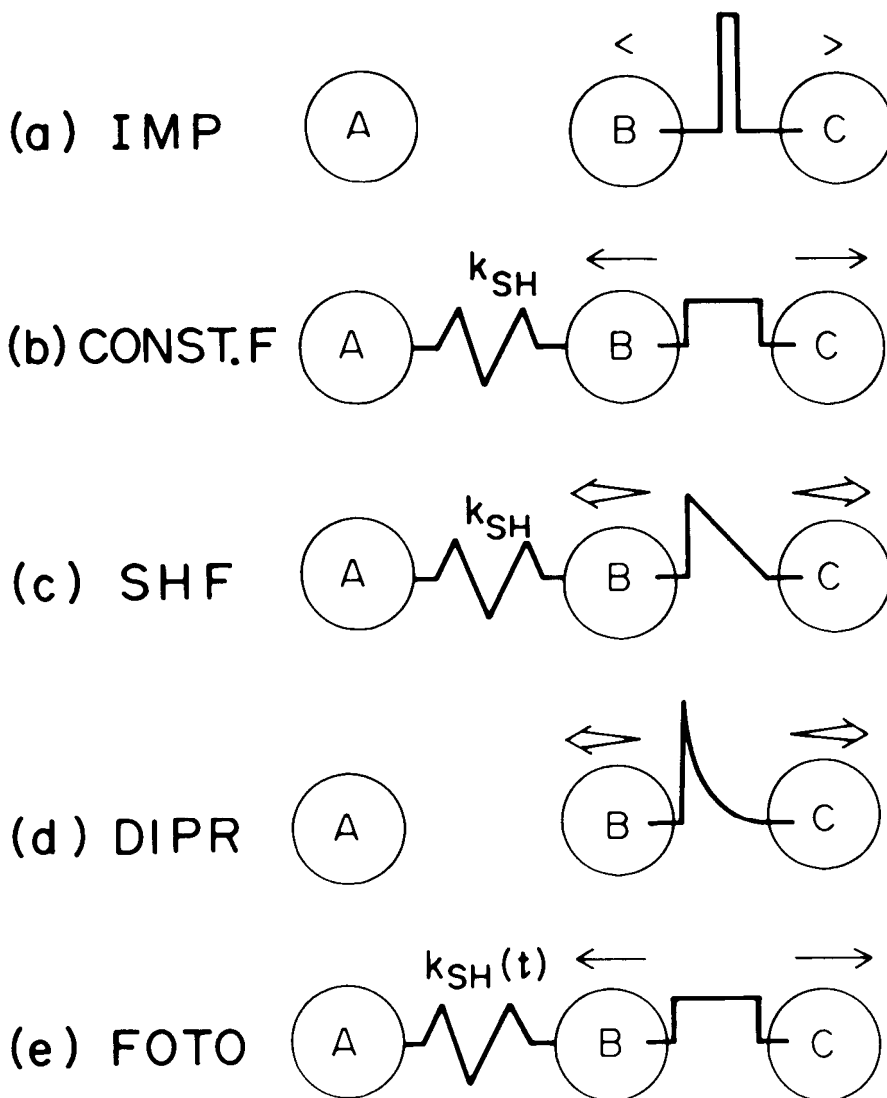 (a) IMP A < B > C
k_SH
(b) CONST.F A B C
k_SH
(c) SHF A B C
(d) DIPR A B C
k_SH(t)
(e) FOTO A B C